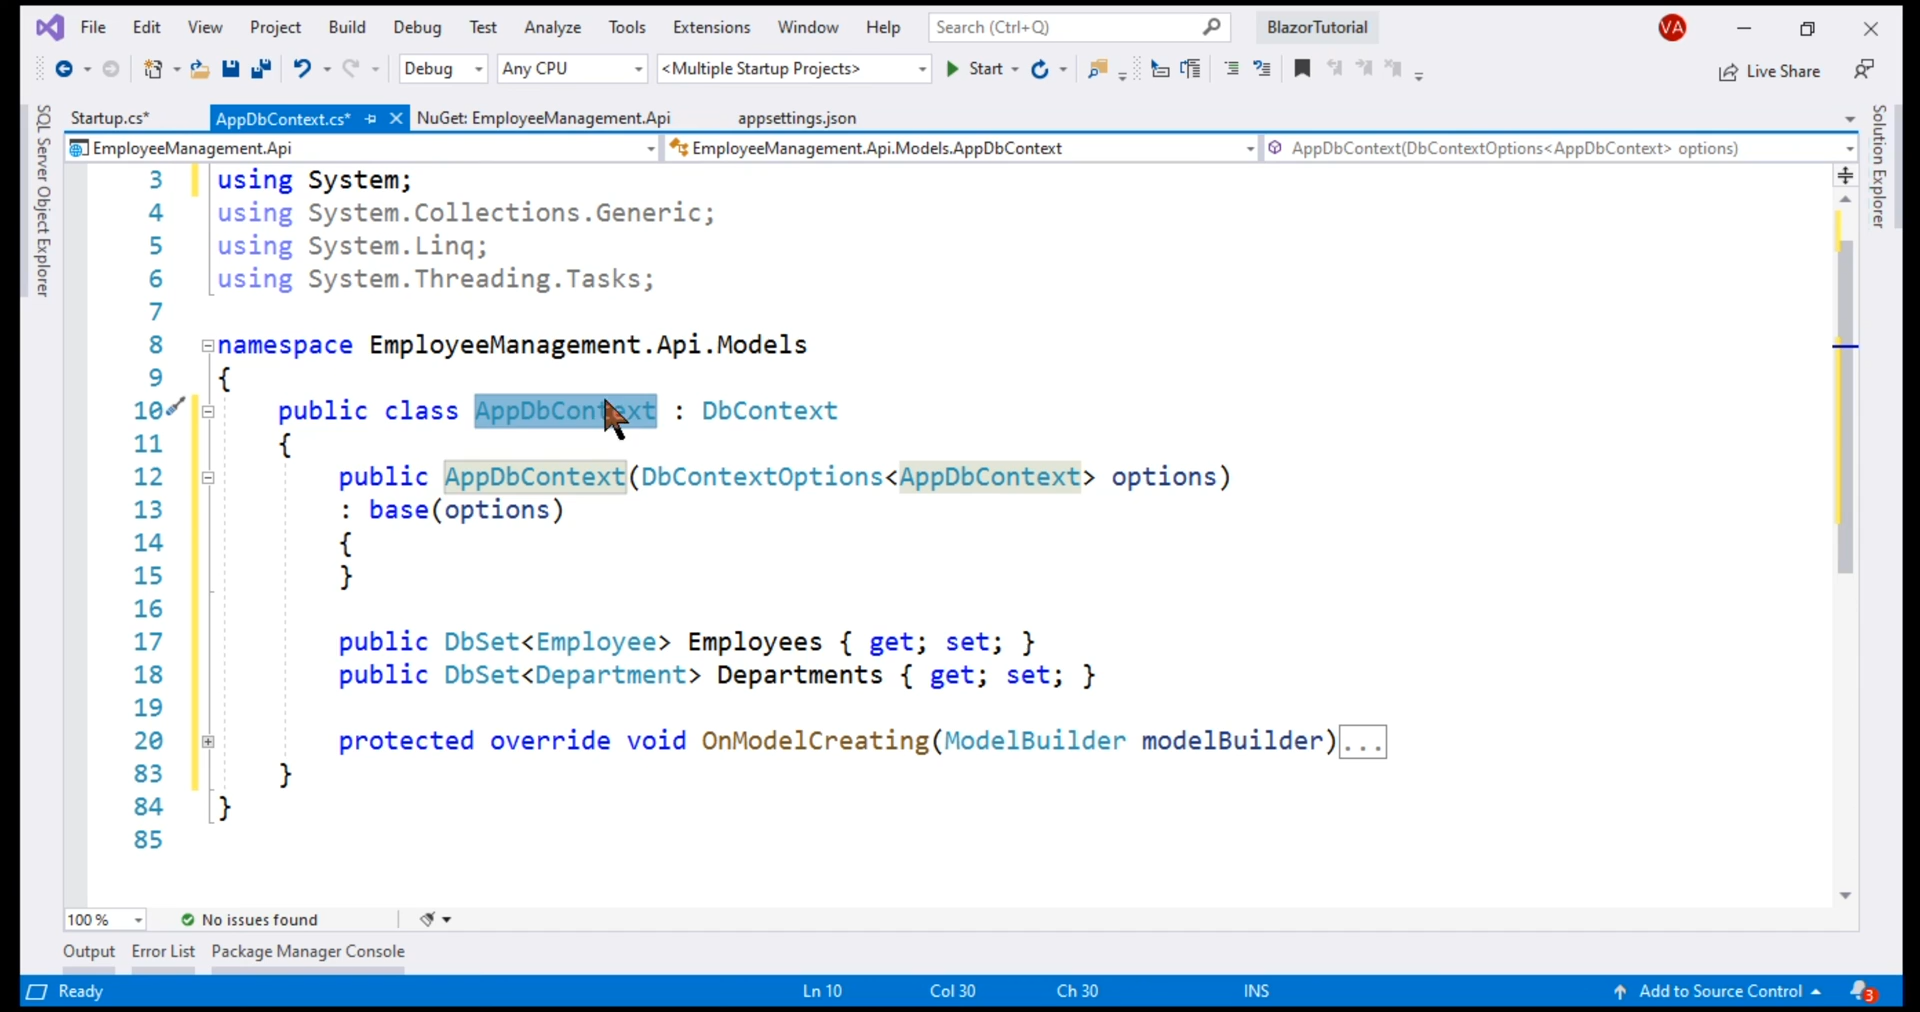 File Edit View Project Build Debug Test Analyze Tools Extensions Window Help Search (Ctrl+Q) BlazorTutorial VA
Debug Any CPU <Multiple Startup Projects> Start Live Share
SQL Server Object Explorer
Solution Explorer
Startup.cs* AppDbContext.cs* NuGet: EmployeeManagement.Api appsettings.json
EmployeeManagement.Api EmployeeManagement.Api.Models.AppDbContext AppDbContext(DbContextOptions<AppDbContext> options)
3 using System;
4 using System.Collections.Generic;
5 using System.Linq;
6 using System.Threading.Tasks;
7
8 namespace EmployeeManagement.Api.Models
9 {
10 public class AppDbContext : DbContext
11 {
12 public AppDbContext(DbContextOptions<AppDbContext> options)
13 : base(options)
14 {
15 }
16
17 public DbSet<Employee> Employees { get; set; }
18 public DbSet<Department> Departments { get; set; }
19
20 protected override void OnModelCreating(ModelBuilder modelBuilder)...
83 }
84 }
85
100 % No issues found
Output Error List Package Manager Console
Ready Ln 10 Col 30 Ch 30 INS Add to Source Control 3